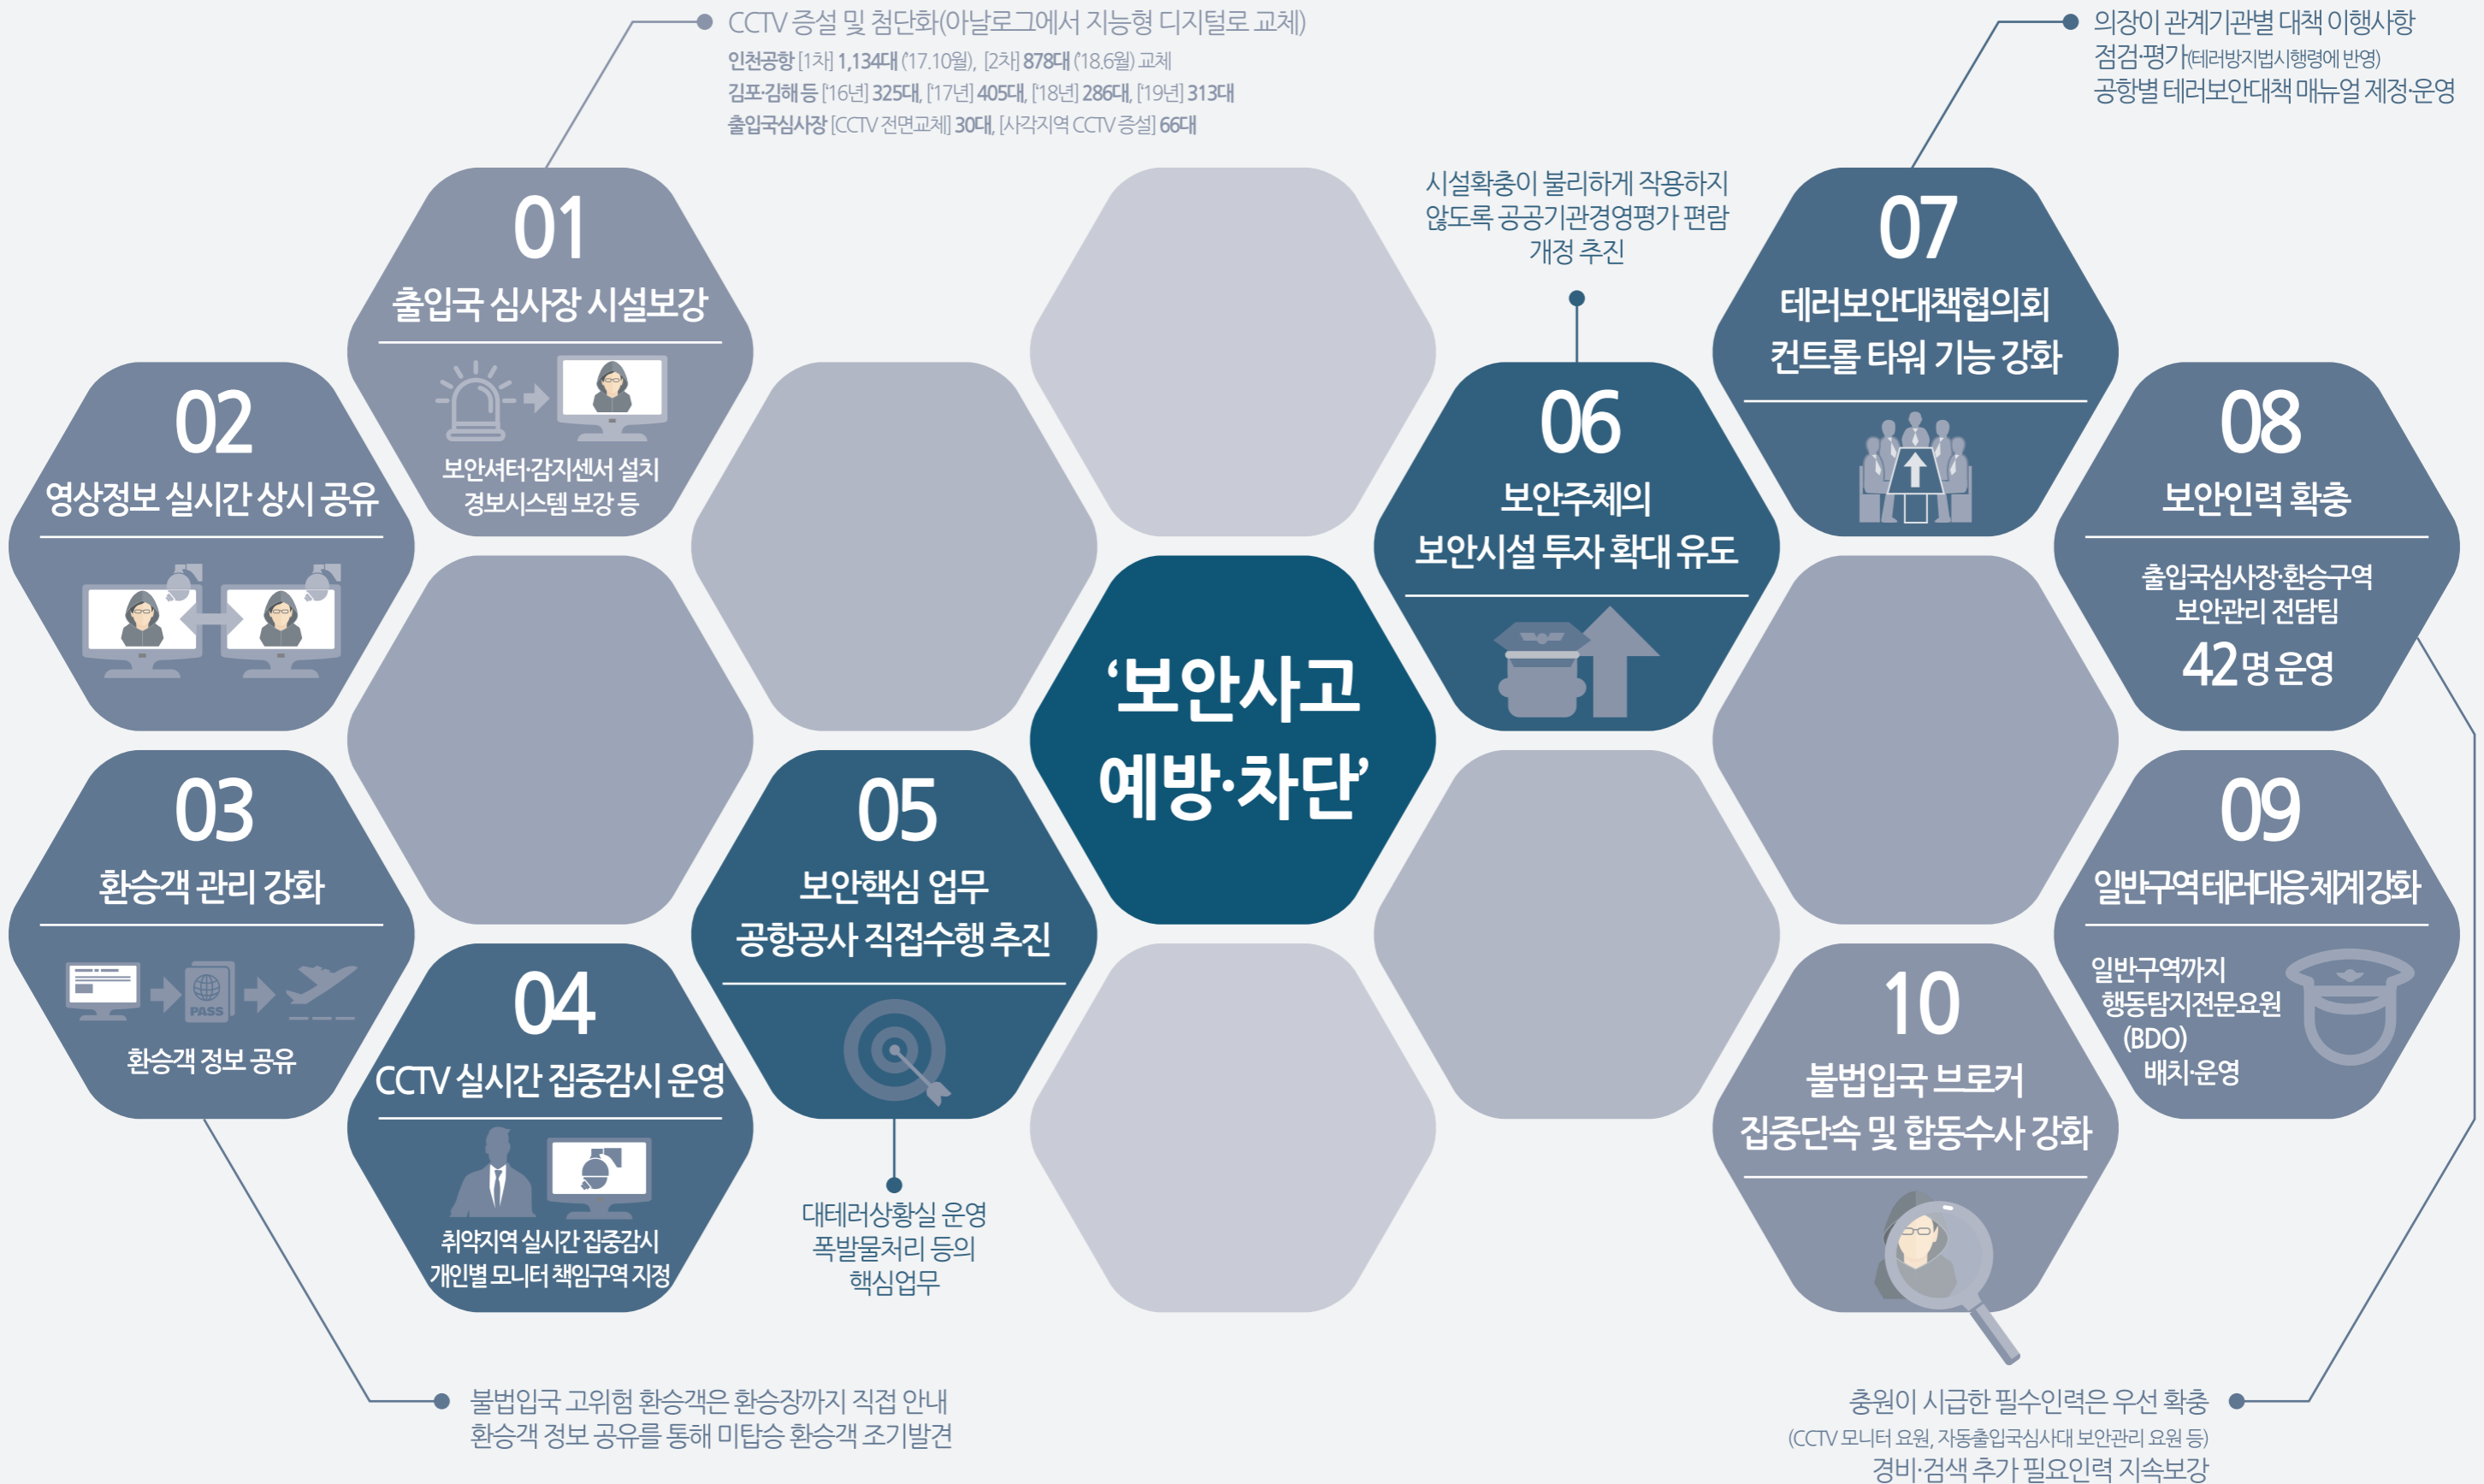 CCTV 증설 및 첨단화(아날로그에서 지능형 디지털로 교체)
인천공항 [1차] 1,134대 ('17.10월), [2차] 878대 ('18.6월) 교체
김포·김해 등 ['16년] 325대, ['17년] 405대, ['18년] 286대, ['19년] 313대
출입국심사장 [CCTV 전면교체] 30대, [사각지역 CCTV 증설] 66대
01
출입국 심사장 시설보강
보안셔터·감지센서 설치
경보시스템 보강 등
02
영상정보 실시간 상시 공유
03
환승객 관리 강화
PASS
환승객 정보 공유
불법입국 고위험 환승객은 환승장까지 직접 안내
환승객 정보 공유를 통해 미탑승 환승객 조기발견
04
CCTV 실시간 집중감시 운영
취약지역 실시간 집중감시
개인별 모니터 책임구역 지정
05
보안핵심 업무
공항공사 직접수행 추진
대테러상황실 운영
폭발물처리 등의
핵심업무
‘보안사고
예방·차단’
시설확충이 불리하게 작용하지
않도록 공공기관경영평가 편람
개정 추진
06
보안주체의
보안시설 투자 확대 유도
의장이 관계기관별 대책 이행사항
점검·평가(테러방지법시행령에 반영)
공항별 테러보안대책 매뉴얼 제정·운영
07
테러보안대책협의회
컨트롤 타워 기능 강화
08
보안인력 확충
출입국심사장·환승구역
보안관리 전담팀
42명 운영
09
일반구역 테러대응 체계 강화
일반구역까지
행동탐지전문요원
(BDO)
배치·운영
10
불법입국 브로커
집중단속 및 합동수사 강화
충원이 시급한 필수인력은 우선 확충
(CCTV 모니터 요원, 자동출입국심사대 보안관리 요원 등)
경비·검색 추가 필요인력 지속보강